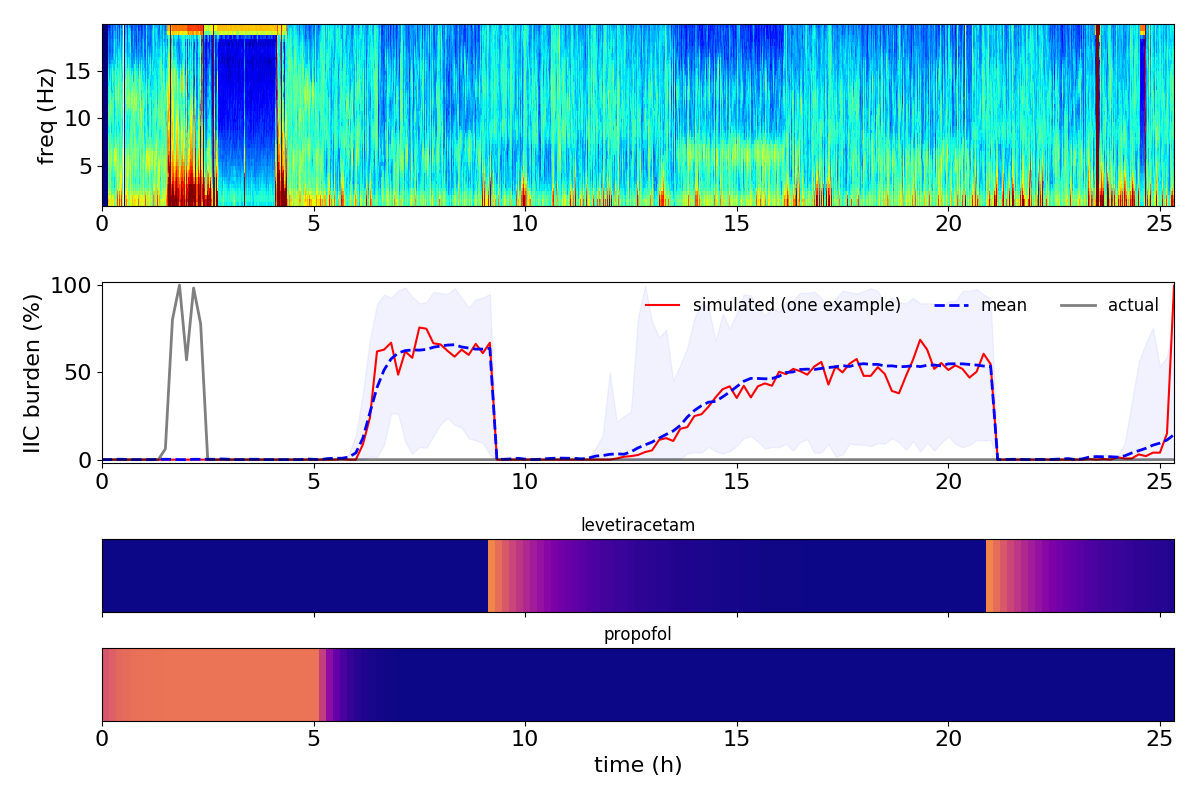 freq (Hz)
15
10
5
0 5 10 15 20 25
IIC burden (%)
100
50
0
simulated (one example) mean actual
0 5 10 15 20 25
levetiracetam
propofol
0 5 10 15 20 25
time (h)